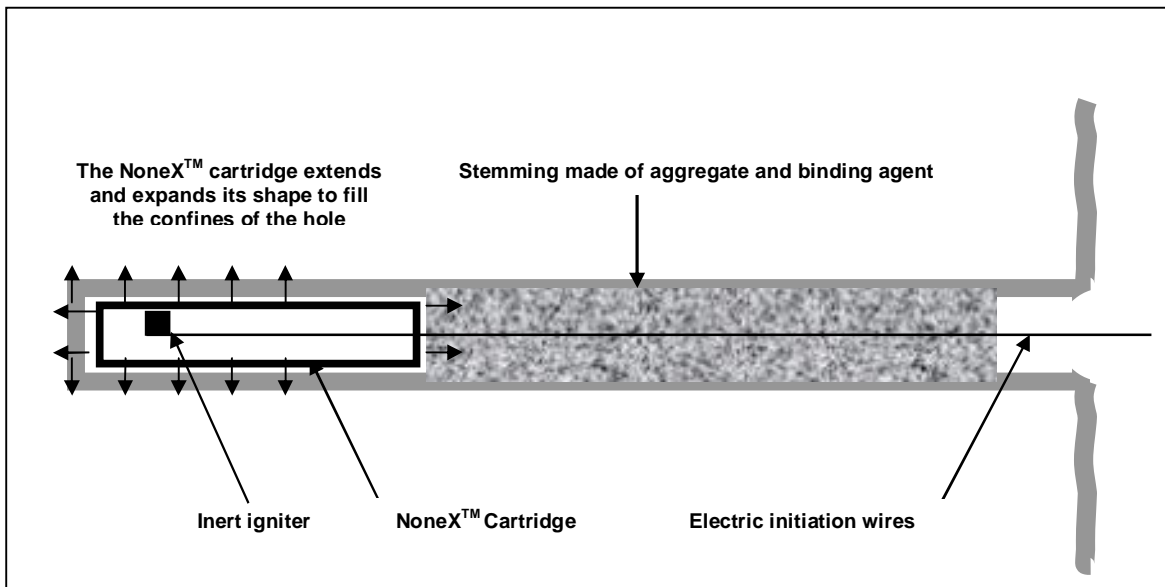 The NoneX™ cartridge extends
and expands its shape to fill
the confines of the hole
Stemming made of aggregate and binding agent
Inert igniter
NoneX™ Cartridge
Electric initiation wires